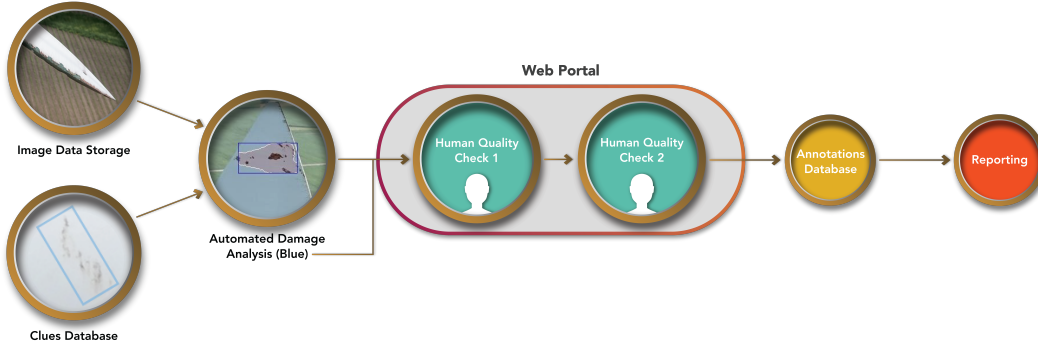 Web Portal
Image Data Storage
Clues Database
Automated Damage
Analysis (Blue)
Human Quality
Check 1
Human Quality
Check 2
Annotations
Database
Reporting